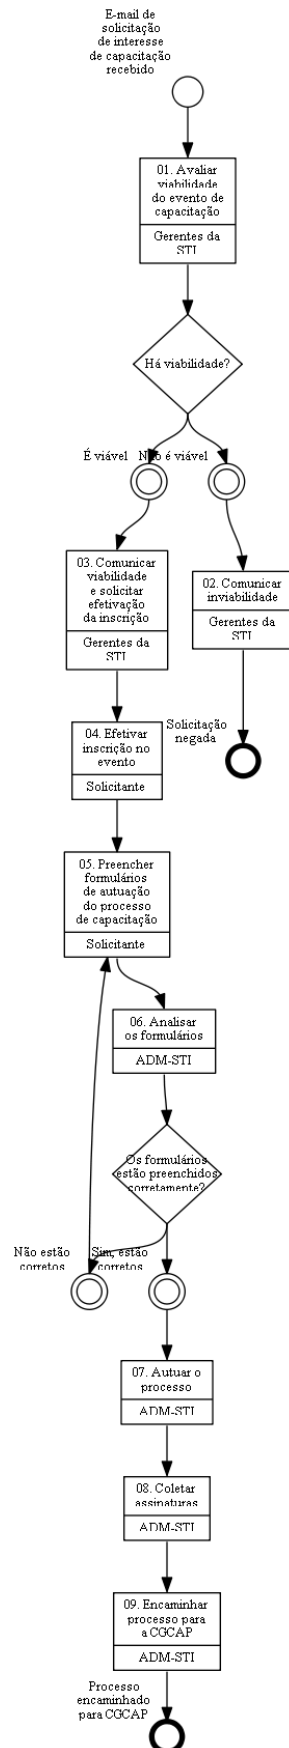 E-mail de
solicitação
de interesse
de capacitação
recebido
01. Avaliar
viabilidade
do evento de
capacitação
Gerentes da
STI
Há viabilidade?
É viável
Não é viável
03. Comunicar
viabilidade
e solicitar
efetivação
da inscrição
Gerentes da
STI
02. Comunicar
inviabilidade
Gerentes da
STI
04. Efetivar
inscrição no
evento
Solicitante
Solicitação
negada
05. Preencher
formulários
de autuação
do processo
de capacitação
Solicitante
06. Analisar
os formulários
ADM-STI
Os formulários
estão preenchidos
corretamente?
Não estão
corretos
Sim, estão
corretos
07. Autuar o
processo
ADM-STI
08. Coletar
assinaturas
ADM-STI
09. Encaminhar
processo para
a CGCAP
ADM-STI
Processo
encaminhado
para CGCAP